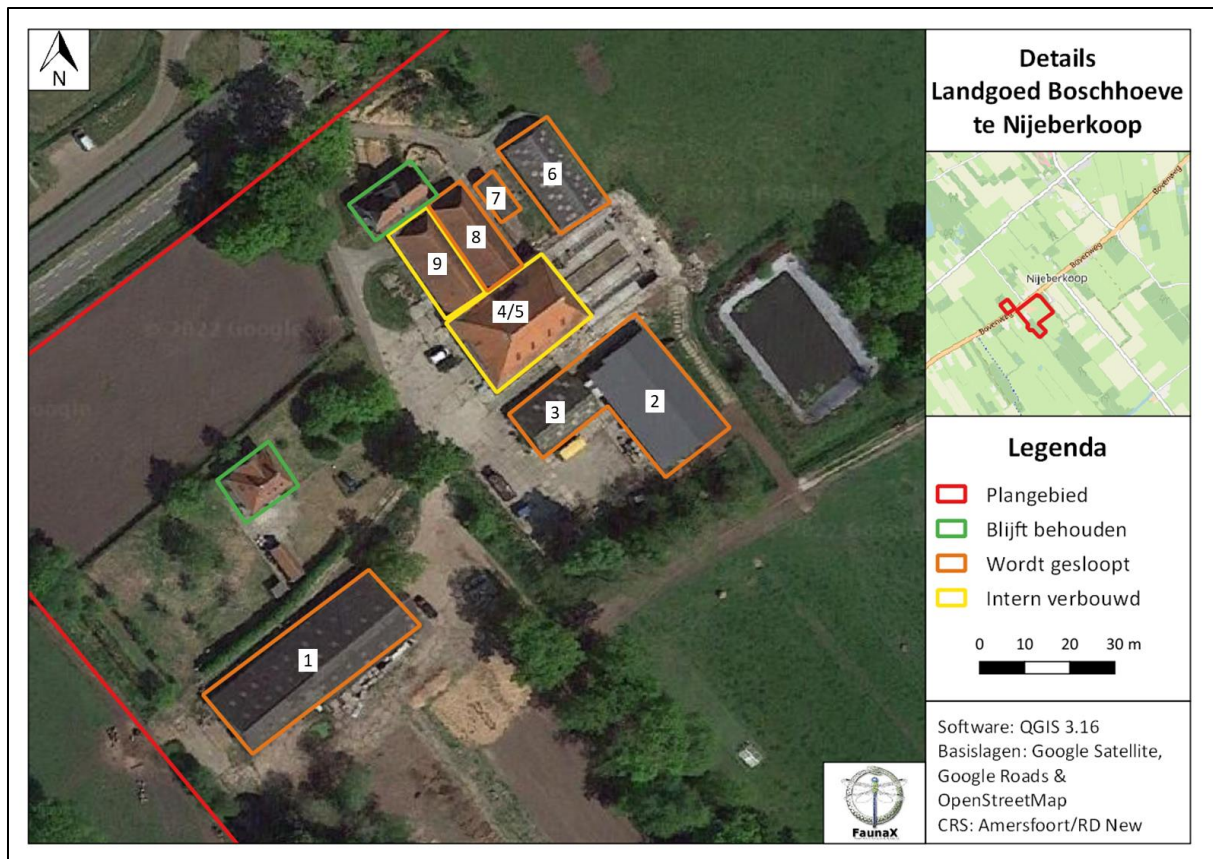 N
6
7
8
9
4/5
3
2
1
FaunaX
Details
Landgoed Boschhoeve
te Nijeberkoop
Bovenweg
Nijeberkoop
Bovenweg
Legenda
Plangebied
Blijft behouden
Wordt gesloopt
Intern verbouwd
0 10 20 30 m
Software: QGIS 3.16
Basislagen: Google Satellite,
Google Roads &
OpenStreetMap
CRS: Amersfoort/RD New